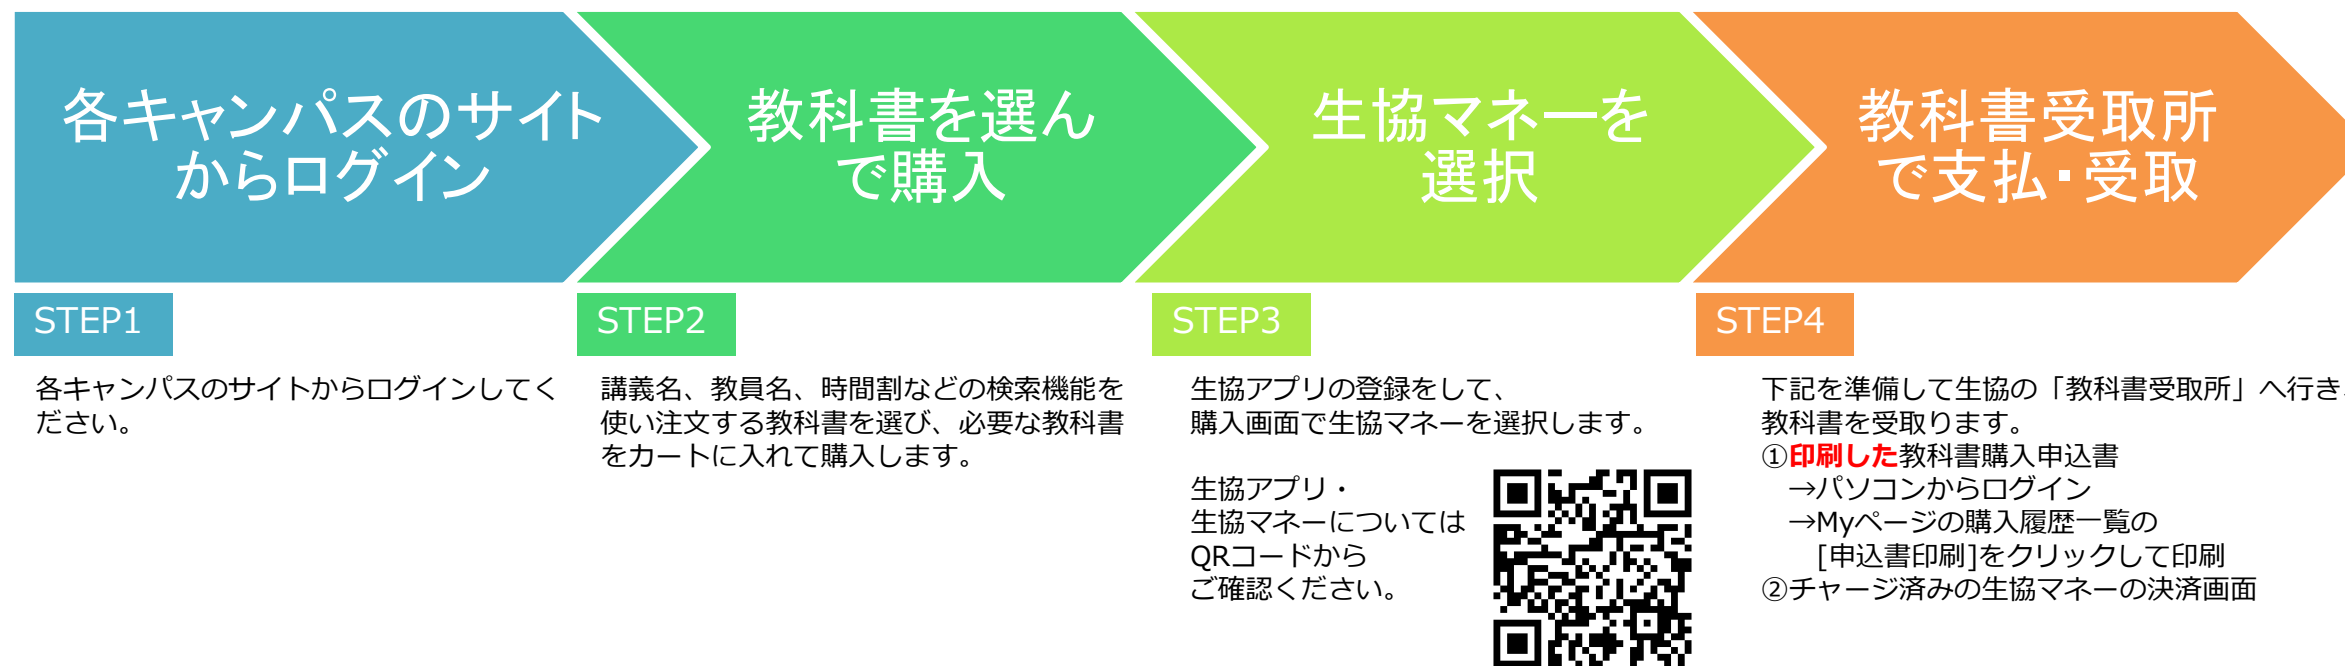 各キャンパスのサイト
からログイン
教科書を選ん
で購入
生協マネーを
選択
教科書受取所
で支払・受取
STEP1
各キャンパスのサイトからログインしてく
ださい。
STEP2
講義名、教員名、時間割などの検索機能を
使い注文する教科書を選び、必要な教科書
をカートに入れて購入します。
STEP3
生協アプリの登録をして、
購入画面で生協マネーを選択します。
生協アプリ・
生協マネーについては
QRコードから
ご確認ください。
STEP4
下記を準備して生協の「教科書受取所」へ行き、
教科書を受取ります。
①印刷した教科書購入申込書
→パソコンからログイン
→Myページの購入履歴一覧の
[申込書印刷]をクリックして印刷
②チャージ済みの生協マネーの決済画面